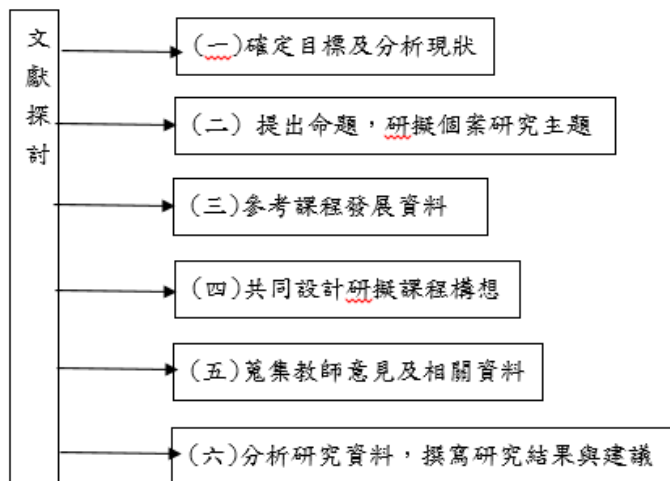 文獻探討
(一)確定目標及分析現狀
(二) 提出命題，研擬個案研究主題
(三)參考課程發展資料
(四)共同設計研擬課程構想
(五)蒐集教師意見及相關資料
(六)分析研究資料，撰寫研究結果與建議